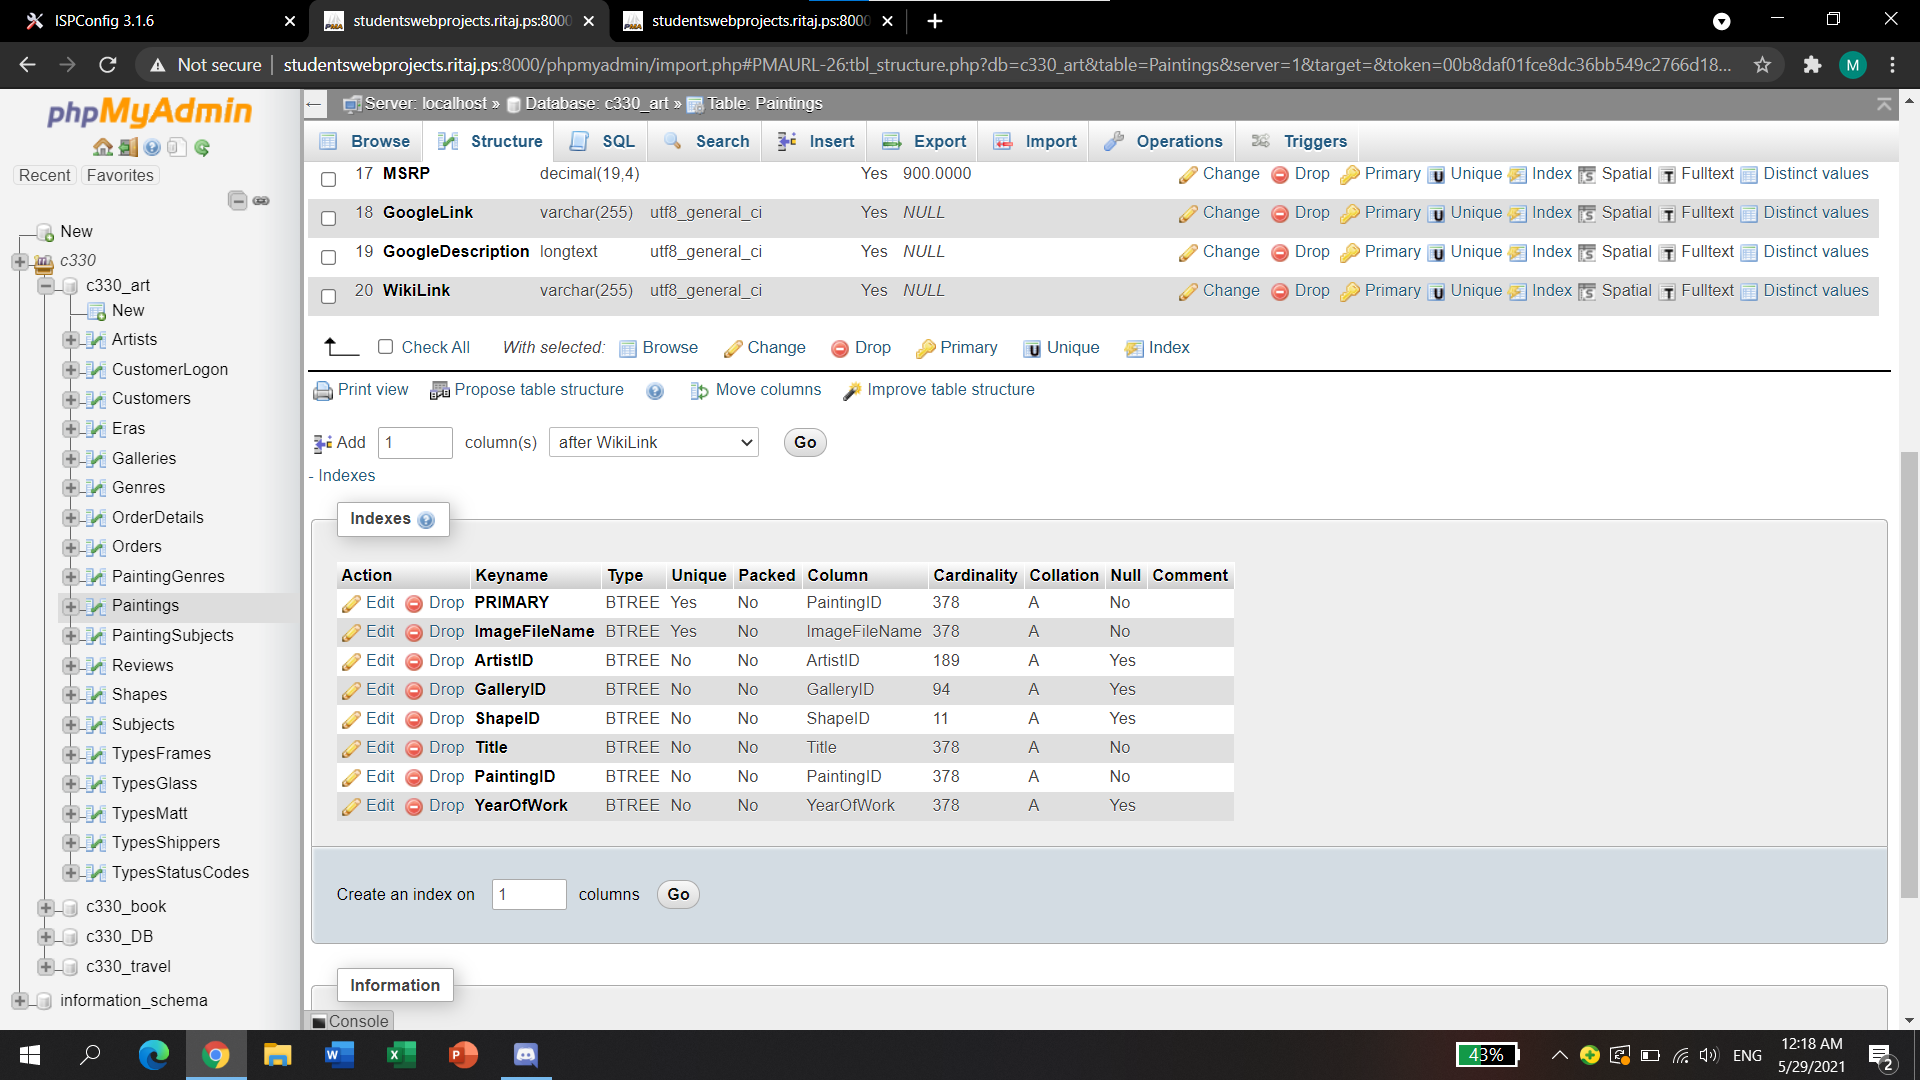 ISPConfig 3.1.6
studentswebprojects.ritaj.ps:8000
studentswebprojects.ritaj.ps:8000
Not secure
studentswebprojects.ritaj.ps:8000/phpmyadmin/import.php#PMAURL-26:tbl_structure.php?db=c330_art&table=Paintings&server=1&target=&token=00b8daf01fce8dc36bb549c2766d18...
M
phpMyAdmin
Recent Favorites
New
c330
c330_art
New
Artists
CustomerLogon
Customers
Eras
Galleries
Genres
OrderDetails
Orders
PaintingGenres
Paintings
PaintingSubjects
Reviews
Shapes
Subjects
TypesFrames
TypesGlass
TypesMatt
TypesShippers
TypesStatusCodes
c330_book
c330_DB
c330_travel
information_schema
Server: localhost » Database: c330_art » Table: Paintings
Browse Structure SQL Search Insert Export Import Operations Triggers
17 MSRP decimal(19,4) Yes 900.0000 Change Drop Primary Unique Index Spatial Fulltext Distinct values
18 GoogleLink varchar(255) utf8_general_ci Yes NULL Change Drop Primary Unique Index Spatial Fulltext Distinct values
19 GoogleDescription longtext utf8_general_ci Yes NULL Change Drop Primary Unique Index Spatial Fulltext Distinct values
20 WikiLink varchar(255) utf8_general_ci Yes NULL Change Drop Primary Unique Index Spatial Fulltext Distinct values
Check All With selected: Browse Change Drop Primary Unique Index
Print view Propose table structure Move columns Improve table structure
Add 1 column(s) after WikiLink Go
- Indexes
Indexes
Action Keyname Type Unique Packed Column Cardinality Collation Null Comment
Edit Drop PRIMARY BTREE Yes No PaintingID 378 A No
Edit Drop ImageFileName BTREE Yes No ImageFileName 378 A No
Edit Drop ArtistID BTREE No No ArtistID 189 A Yes
Edit Drop GalleryID BTREE No No GalleryID 94 A Yes
Edit Drop ShapeID BTREE No No ShapeID 11 A Yes
Edit Drop Title BTREE No No Title 378 A No
Edit Drop PaintingID BTREE No No PaintingID 378 A No
Edit Drop YearOfWork BTREE No No YearOfWork 378 A Yes
Create an index on 1 columns Go
Information
Console
43%
ENG
12:18 AM
5/29/2021
2